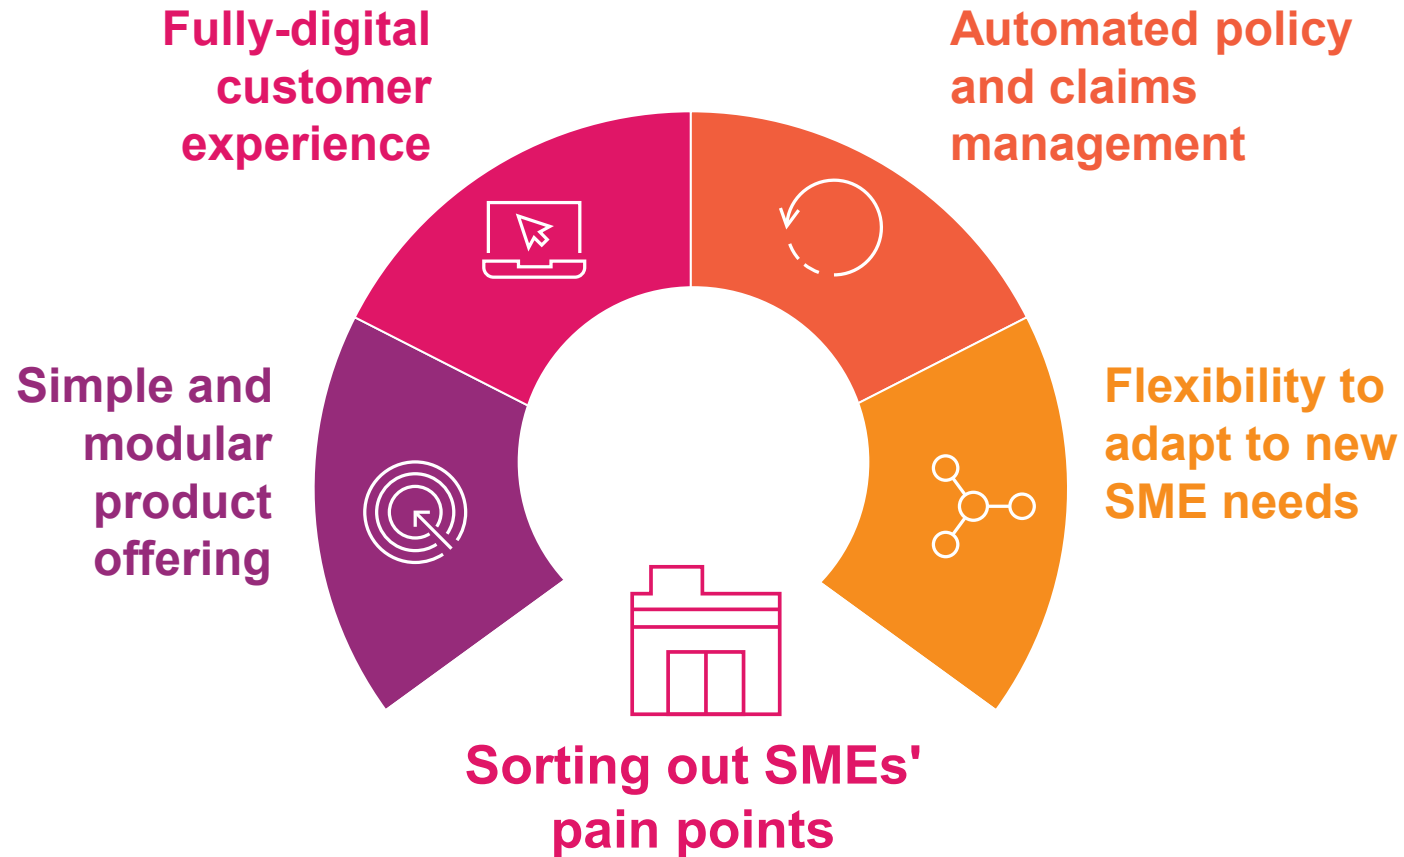 Fully-digital
customer
experience
Automated policy
and claims
management
Simple and
modular
product
offering
Flexibility to
adapt to new
SME needs
Sorting out SMEs'
pain points